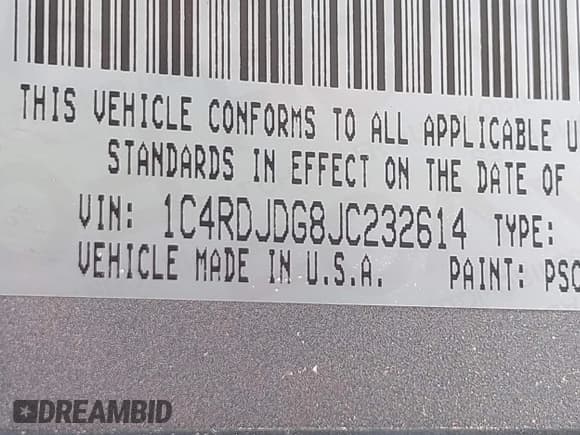 THIS VEHICLE CONFORMS TO ALL APPLICABLE U
STANDARDS IN EFFECT ON THE DATE OF
VIN: 1C4RDJDG8JC232614 TYPE:
VEHICLE MADE IN U.S.A. PAINT: PSC
DREAMBID